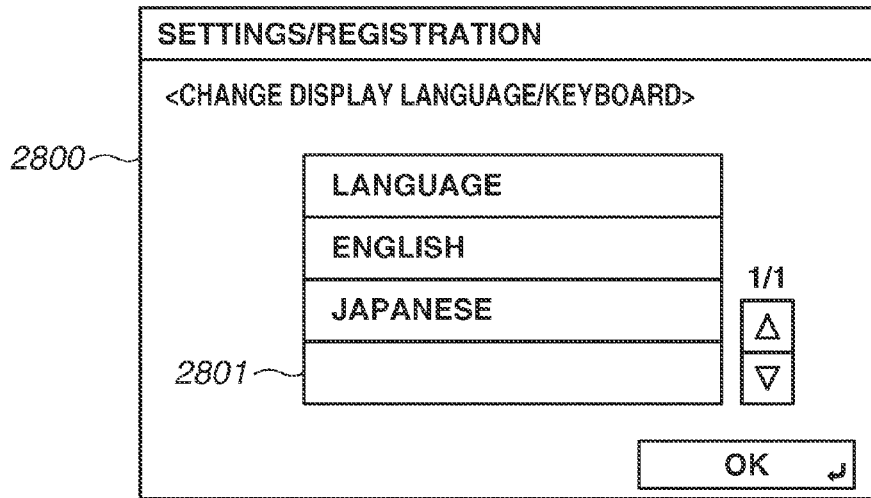 SETTINGS/REGISTRATION
<CHANGE DISPLAY LANGUAGE/KEYBOARD>
2800
LANGUAGE
ENGLISH
JAPANESE
1/1
2801
OK